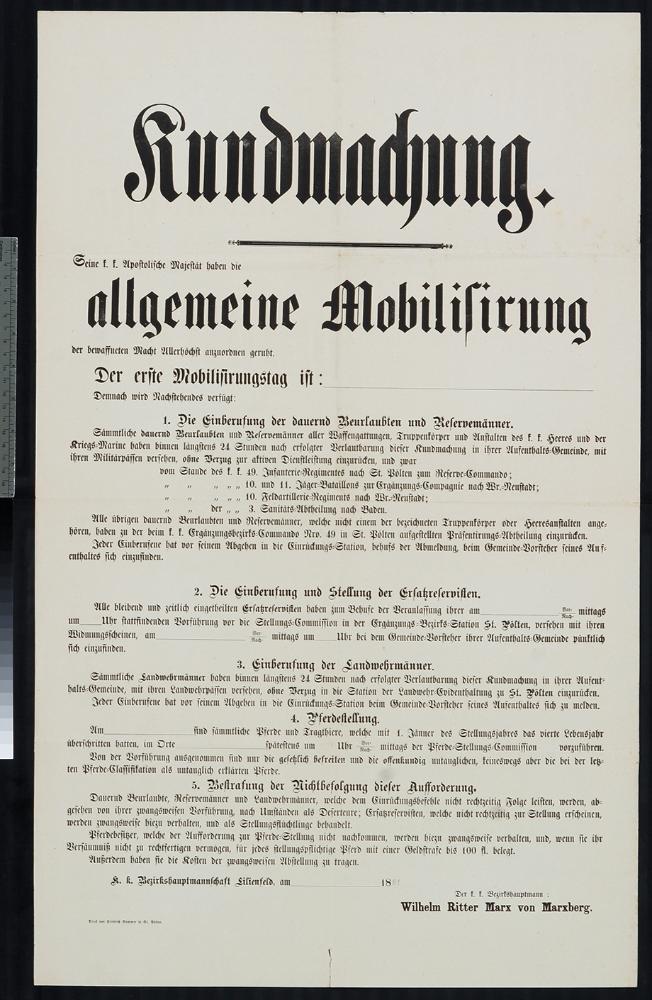 Kundmachung.
Seine k. k. Apostolische Majestät haben die
allgemeine Mobilisirung
der bewaffneten Macht Allerhöchst anzuordnen geruht.
Der erste Mobilisirungstag ist:
Demnach wird Nachstehendes verfügt:
1. Die Einberufung der dauernd Beurlaubten und Reservemänner.
Sämmtliche dauernd Beurlaubten und Reservemänner aller Waffengattungen, Truppenkörper und Anstalten des k. k. Heeres und der
Kriegs-Marine haben binnen längstens 24 Stunden nach erfolgter Verlautbarung dieser Kundmachung in ihrer Aufenthalts-Gemeinde, mit
ihren Militärpässen versehen, ohne Verzug zur aktiven Dienstleistung einzurücken, und zwar
vom Stande des k. k. 49. Infanterie-Regimentes nach St. Pölten zum Reserve-Commando;
„ „ „ „ „ 10. und 11. Jäger-Bataillons zur Ergänzungs-Compagnie nach Wr.-Neustadt;
„ „ „ „ „ 10. Feldartillerie-Regiments nach Wr.-Neustadt;
„ „ der „ „ 3. Sanitäts-Abtheilung nach Baden.
Alle übrigen dauernd Beurlaubten und Reservemänner, welche nicht einem der bezeichneten Truppenkörper oder Heeresanstalten ange-
hören, haben zu der beim k. k. Ergänzungsbezirks-Commando Nro. 49 in St. Pölten aufgestellten Präsentirungs-Abtheilung einzurücken.
Jeder Einberufene hat vor seinem Abgehen in die Einrückungs-Station, behufs der Abmeldung, beim Gemeinde-Vorsteher seines Auf-
enthaltes sich einzufinden.
2. Die Einberufung und Stellung der Ersatzreservisten.
Alle bleibend und zeitlich eingetheilten Ersatzreservisten haben zum Behufe der Veranlassung ihrer am Vor- Nach- mittags
um Uhr stattfindenden Vorführung vor die Stellungs-Commission in der Ergänzungs-Bezirks-Station St. Pölten, versehen mit ihren
Widmungsscheinen, am Vor- Nach- mittags um Uhr bei dem Gemeinde-Vorsteher ihrer Aufenthalts-Gemeinde pünktlich
sich einzufinden.
3. Einberufung der Landwehrmänner.
Sämmtliche Landwehrmänner haben binnen längstens 24 Stunden nach erfolgter Verlautbarung dieser Kundmachung in ihrer Aufent-
halts-Gemeinde, mit ihren Landwehrpässen versehen, ohne Verzug in die Station der Landwehr-Evidenthaltung zu St. Pölten einzurücken.
Jeder Einberufene hat vor seinem Abgehen in die Einrückungs-Station beim Gemeinde-Vorsteher seines Aufenthaltes sich zu melden.
4. Pferdestellung.
Am sind sämmtliche Pferde und Tragthiere, welche mit 1. Jänner des Stellungsjahres das vierte Lebensjahr
überschritten hatten, im Orte spätestens um Uhr Vor- Nach- mittags der Pferde-Stellungs-Commission vorzuführen.
Von der Vorführung ausgenommen sind nur die gesetzlich befreiten und die offenkundig untauglichen, keineswegs aber die bei der letz-
ten Pferde-Classification als untauglich erklärten Pferde.
5. Bestrafung der Nichtbefolgung dieser Aufforderung.
Dauernd Beurlaubte, Reservemänner und Landwehrmänner, welche dem Einrückungsbefehle nicht rechtzeitig Folge leisten, werden, ab-
gesehen von ihrer zwangsweisen Vorführung, nach Umständen als Deserteure; Ersatzreservisten, welche nicht rechtzeitig zur Stellung erscheinen,
werden zwangsweise hiezu verhalten, und als Stellungsflüchtlinge behandelt.
Pferdebesitzer, welche der Aufforderung zur Pferde-Stellung nicht nachkommen, werden hiezu zwangsweise verhalten, und, wenn sie ihr
Versäumniß nicht zu rechtfertigen vermögen, für jedes stellungspflichtige Pferd mit einer Geldstrafe bis 100 fl. belegt.
Außerdem haben sie die Kosten der zwangsweisen Abstellung zu tragen.
K. k. Bezirkshauptmannschaft Lilienfeld, am 18
Der k. k. Bezirkshauptmann:
Wilhelm Ritter Marx von Marxberg.